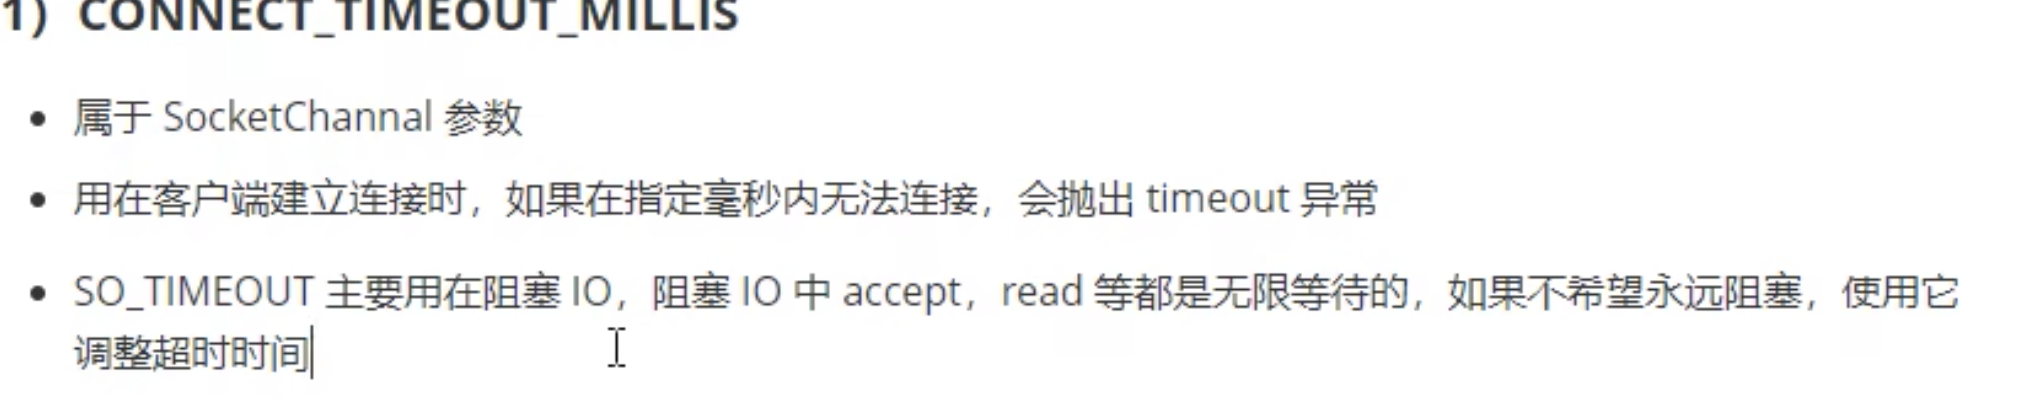 1) CONNECT_TIMEOUT_MILLIS
属于 SocketChannal 参数
用在客户端建立连接时，如果在指定毫秒内无法连接，会抛出 timeout 异常
SO_TIMEOUT 主要用在阻塞 IO，阻塞 IO 中 accept，read 等都是无限等待的，如果不希望永远阻塞，使用它
调整超时时间